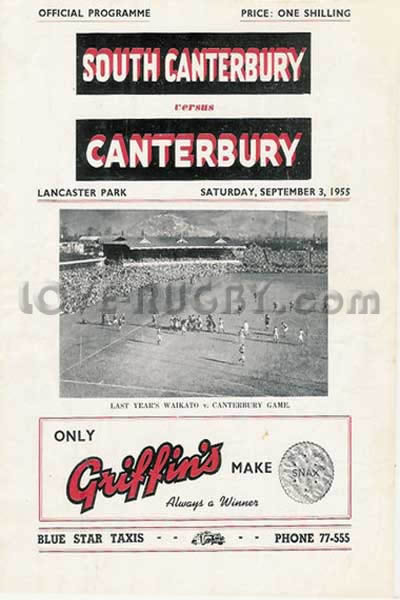 OFFICIAL PROGRAMME PRICE: ONE SHILLING
SOUTH CANTERBURY
versus
CANTERBURY
LANCASTER PARK SATURDAY, SEPTEMBER 3, 1955
LOVE-RUGBY.com
LAST YEAR'S WAIKATO v. CANTERBURY GAME.
ONLY
Griffin's
MAKE
SNAX
Always a Winner
BLUE STAR TAXIS - - - - PHONE 77-555